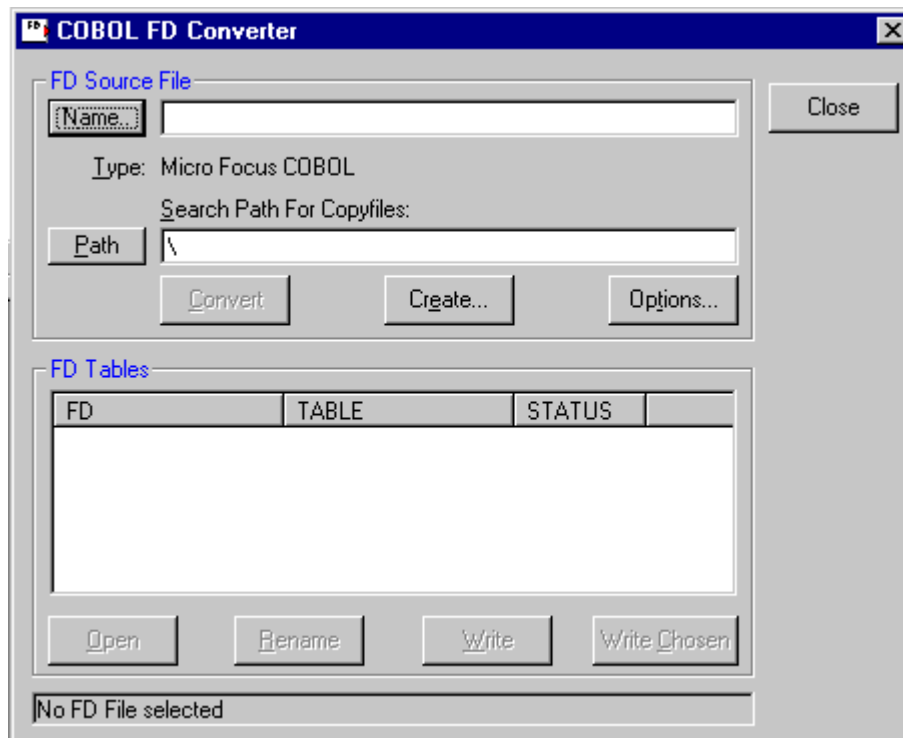 FD COBOL FD Converter
FD Source File
Name...
Close
Type: Micro Focus COBOL
Search Path For Copyfiles:
Path \
Convert Create... Options...
FD Tables
FD TABLE STATUS
Open Rename Write Write Chosen
No FD File selected